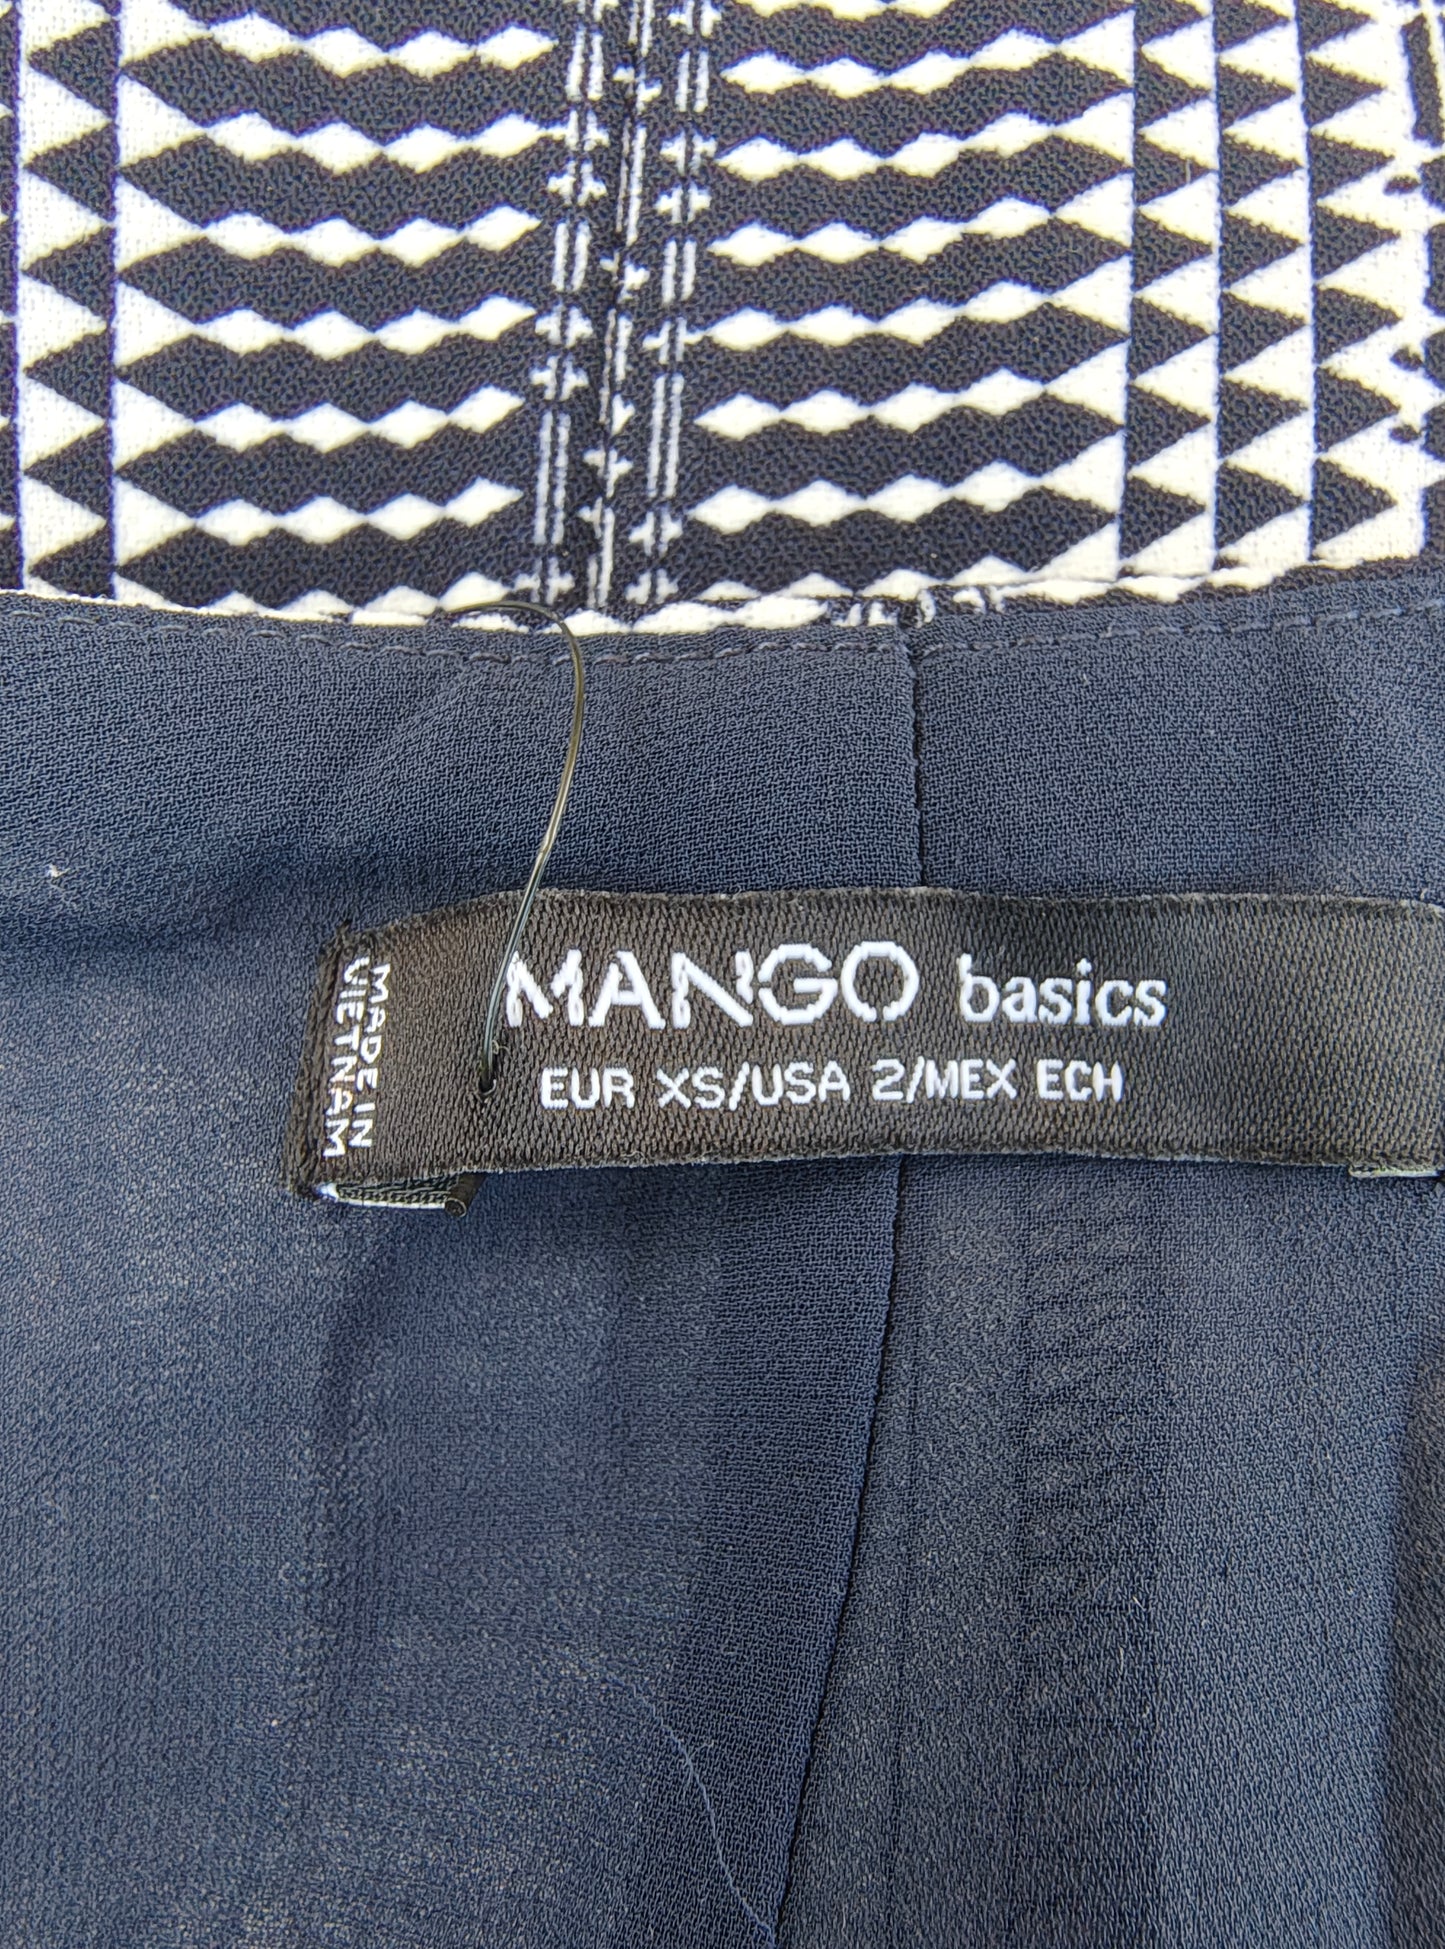 MANGO basics
EUR XS/USA 2/MEX ECH
MADE IN
VIETNAM